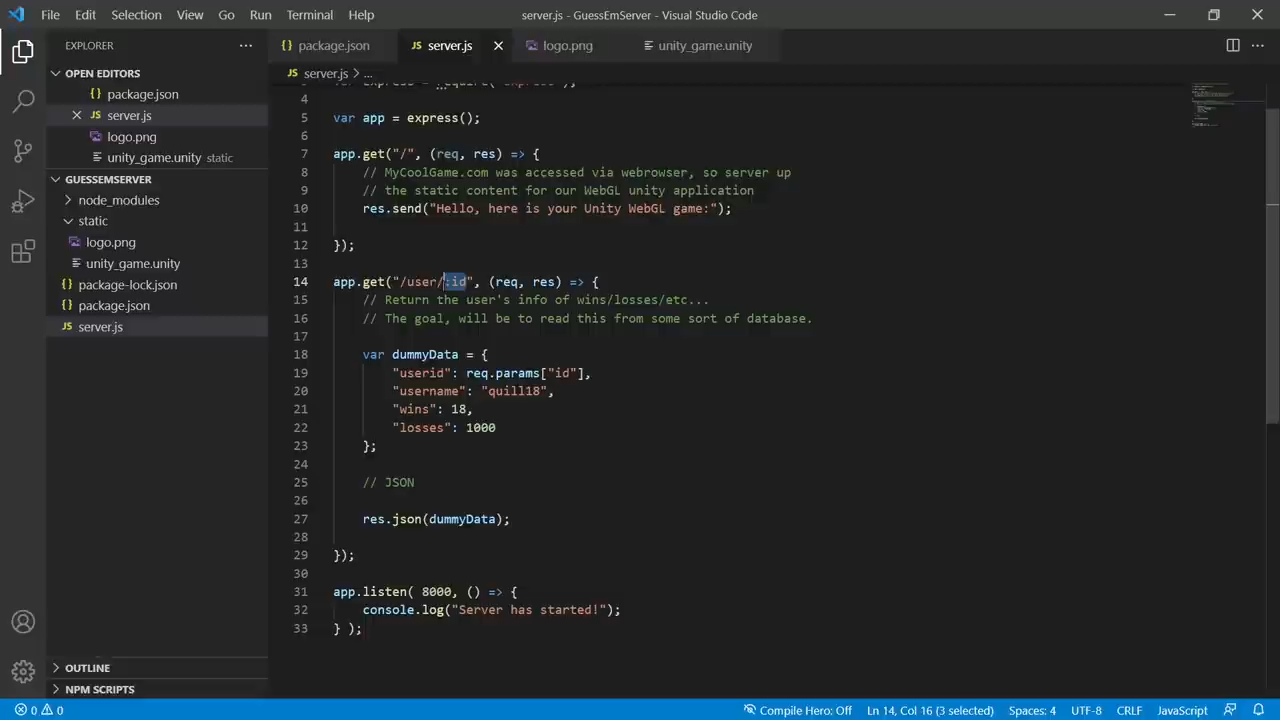 File Edit Selection View Go Run Terminal Help
server.js - GuessEmServer - Visual Studio Code
EXPLORER
OPEN EDITORS
package.json
server.js
logo.png
unity_game.unity static
GUESSEMSERVER
node_modules
static
logo.png
unity_game.unity
package-lock.json
package.json
server.js
OUTLINE
NPM SCRIPTS
package.json server.js logo.png unity_game.unity
server.js > ...
4
5 var app = express();
6
7 app.get("/", (req, res) => {
8 // MyCoolGame.com was accessed via webrowser, so server up
9 // the static content for our WebGL unity application
10 res.send("Hello, here is your Unity WebGL game:");
11
12 });
13
14 app.get("/user/:id", (req, res) => {
15 // Return the user's info of wins/losses/etc...
16 // The goal, will be to read this from some sort of database.
17
18 var dummyData = {
19 "userid": req.params["id"],
20 "username": "quill18",
21 "wins": 18,
22 "losses": 1000
23 };
24
25 // JSON
26
27 res.json(dummyData);
28
29 });
30
31 app.listen( 8000, () => {
32 console.log("Server has started!");
33 } );
0 0
Compile Hero: Off Ln 14, Col 16 (3 selected) Spaces: 4 UTF-8 CRLF JavaScript